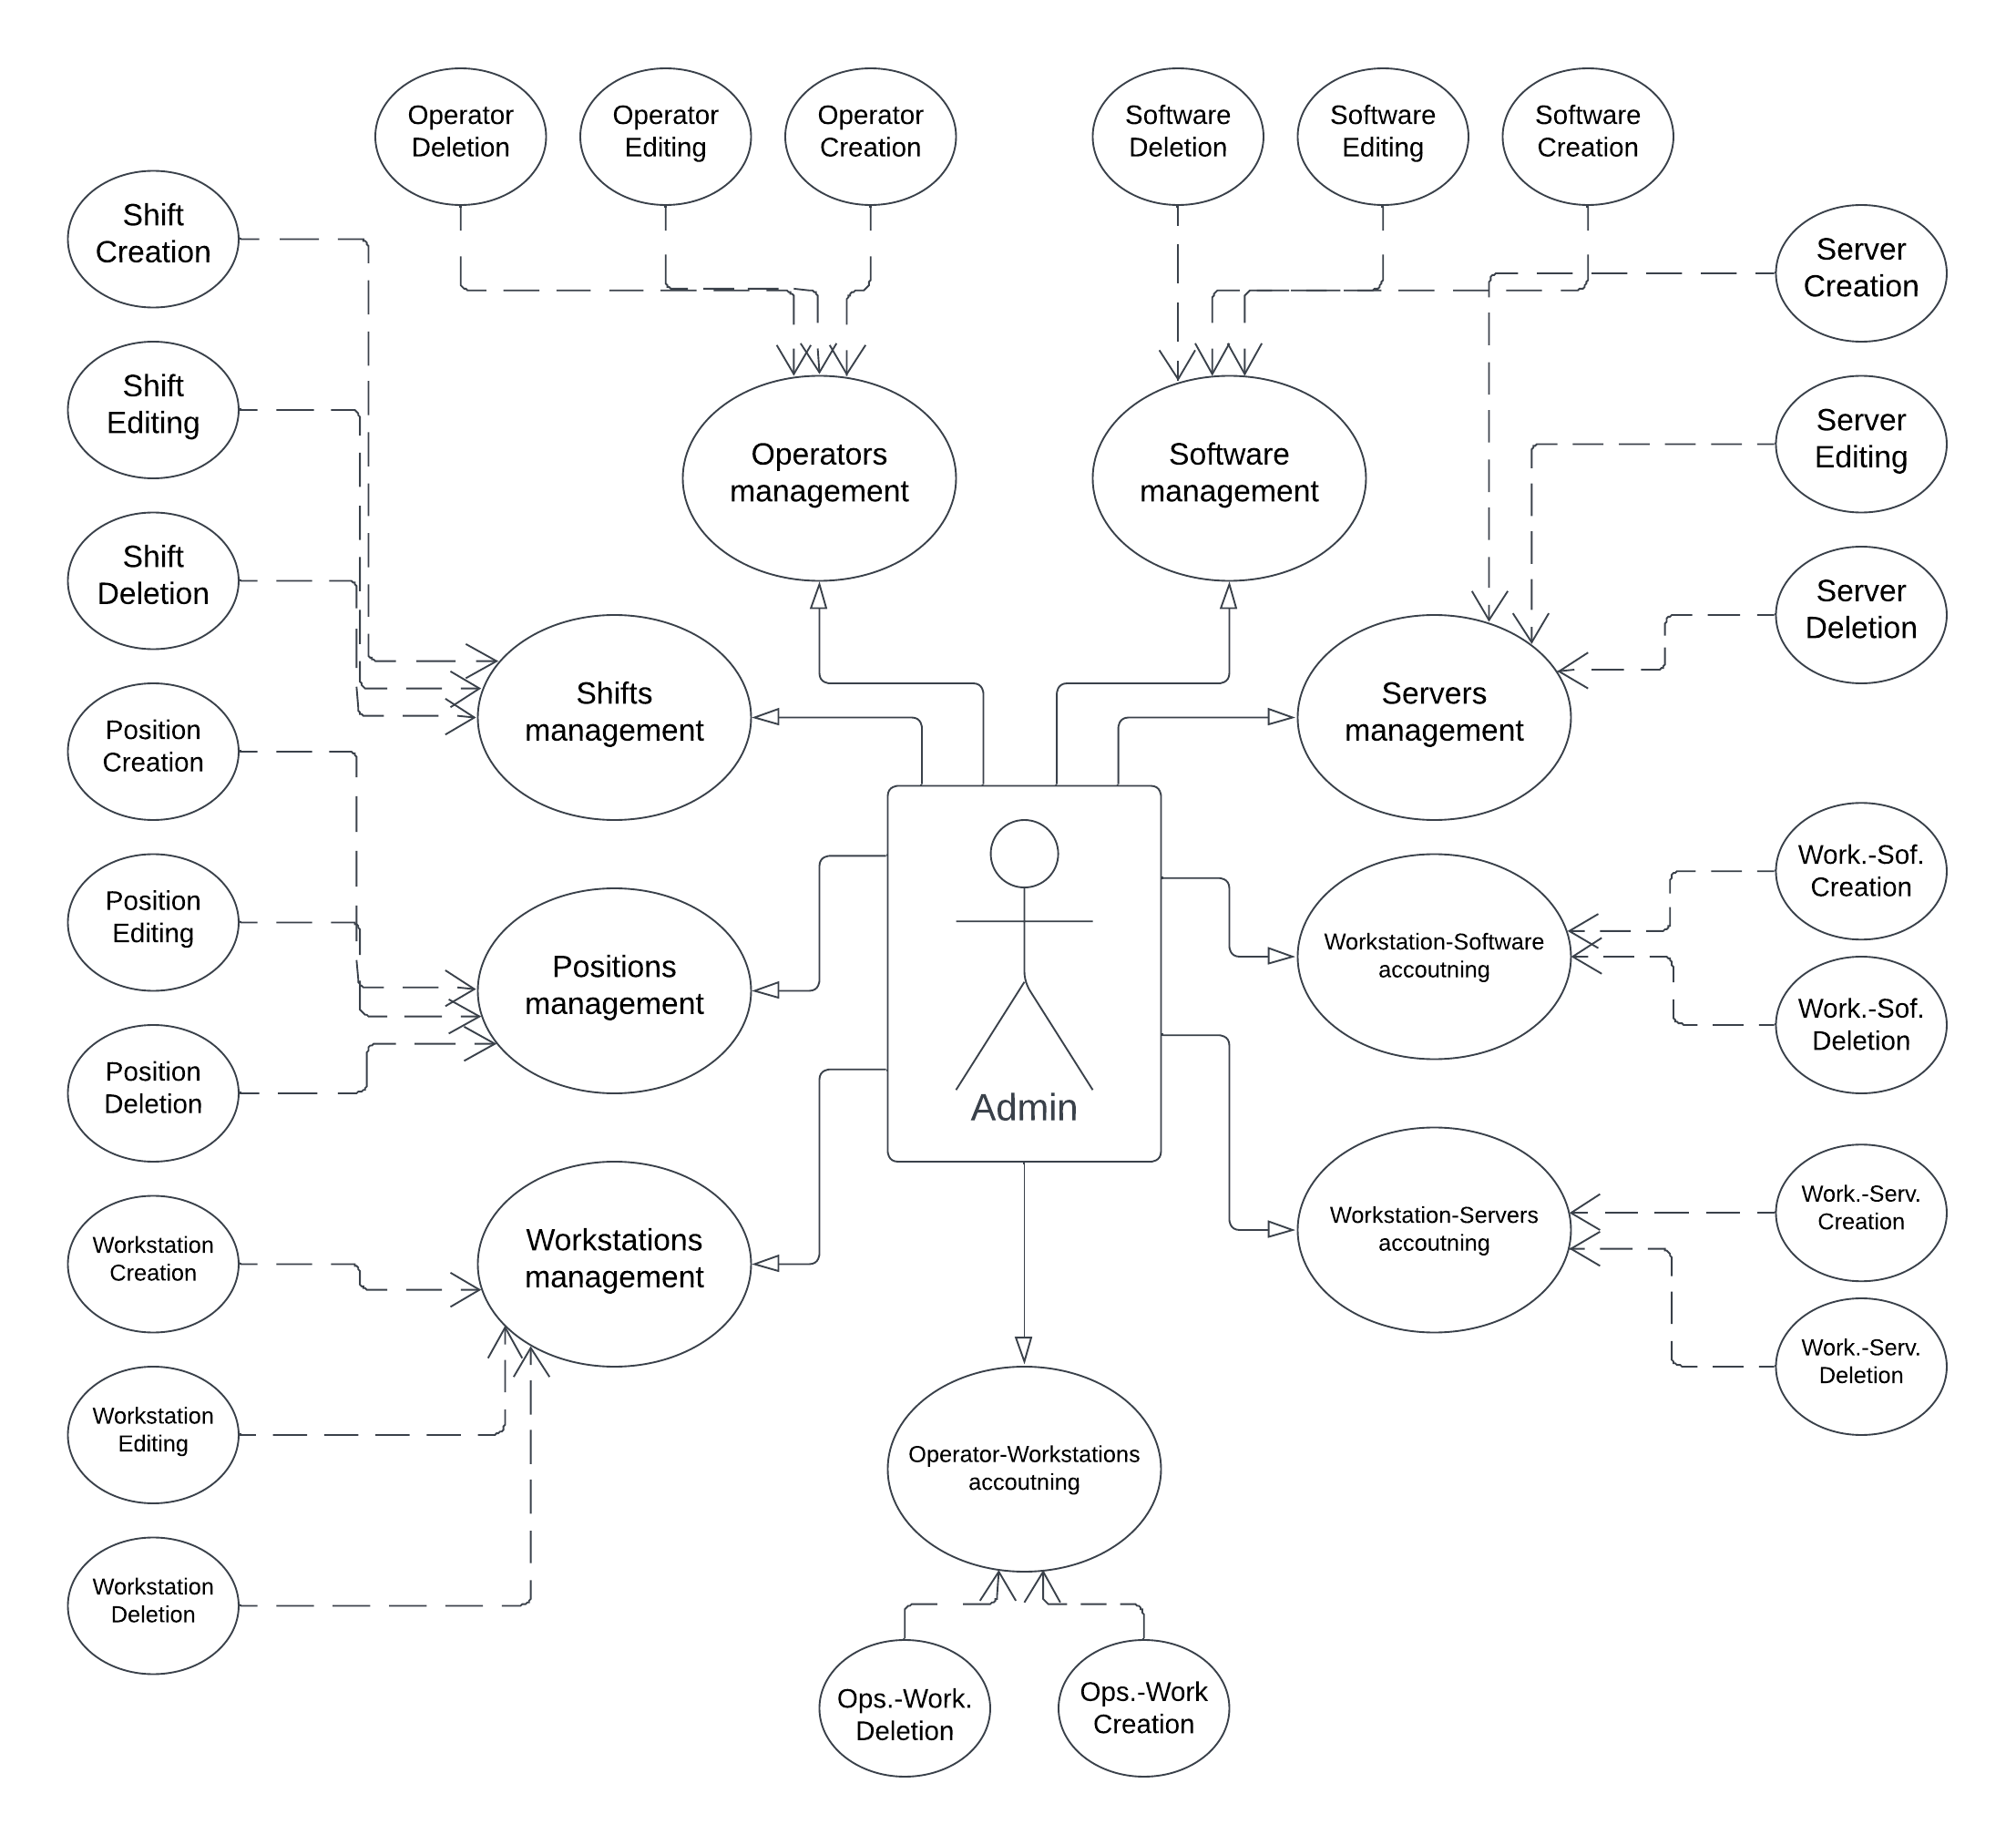 Operator
Deletion
Operator
Editing
Operator
Creation
Software
Deletion
Software
Editing
Software
Creation
Shift
Creation
Server
Creation
Shift
Editing
Server
Editing
Operators
management
Software
management
Shift
Deletion
Server
Deletion
Shifts
management
Servers
management
Position
Creation
Work.-Sof.
Creation
Position
Editing
Workstation-Software
accoutning
Positions
management
Work.-Sof.
Deletion
Position
Deletion
Admin
Work.-Serv.
Creation
Workstation-Servers
accoutning
Workstations
management
Workstation
Creation
Work.-Serv.
Deletion
Workstation
Editing
Operator-Workstations
accoutning
Workstation
Deletion
Ops.-Work.
Deletion
Ops.-Work
Creation